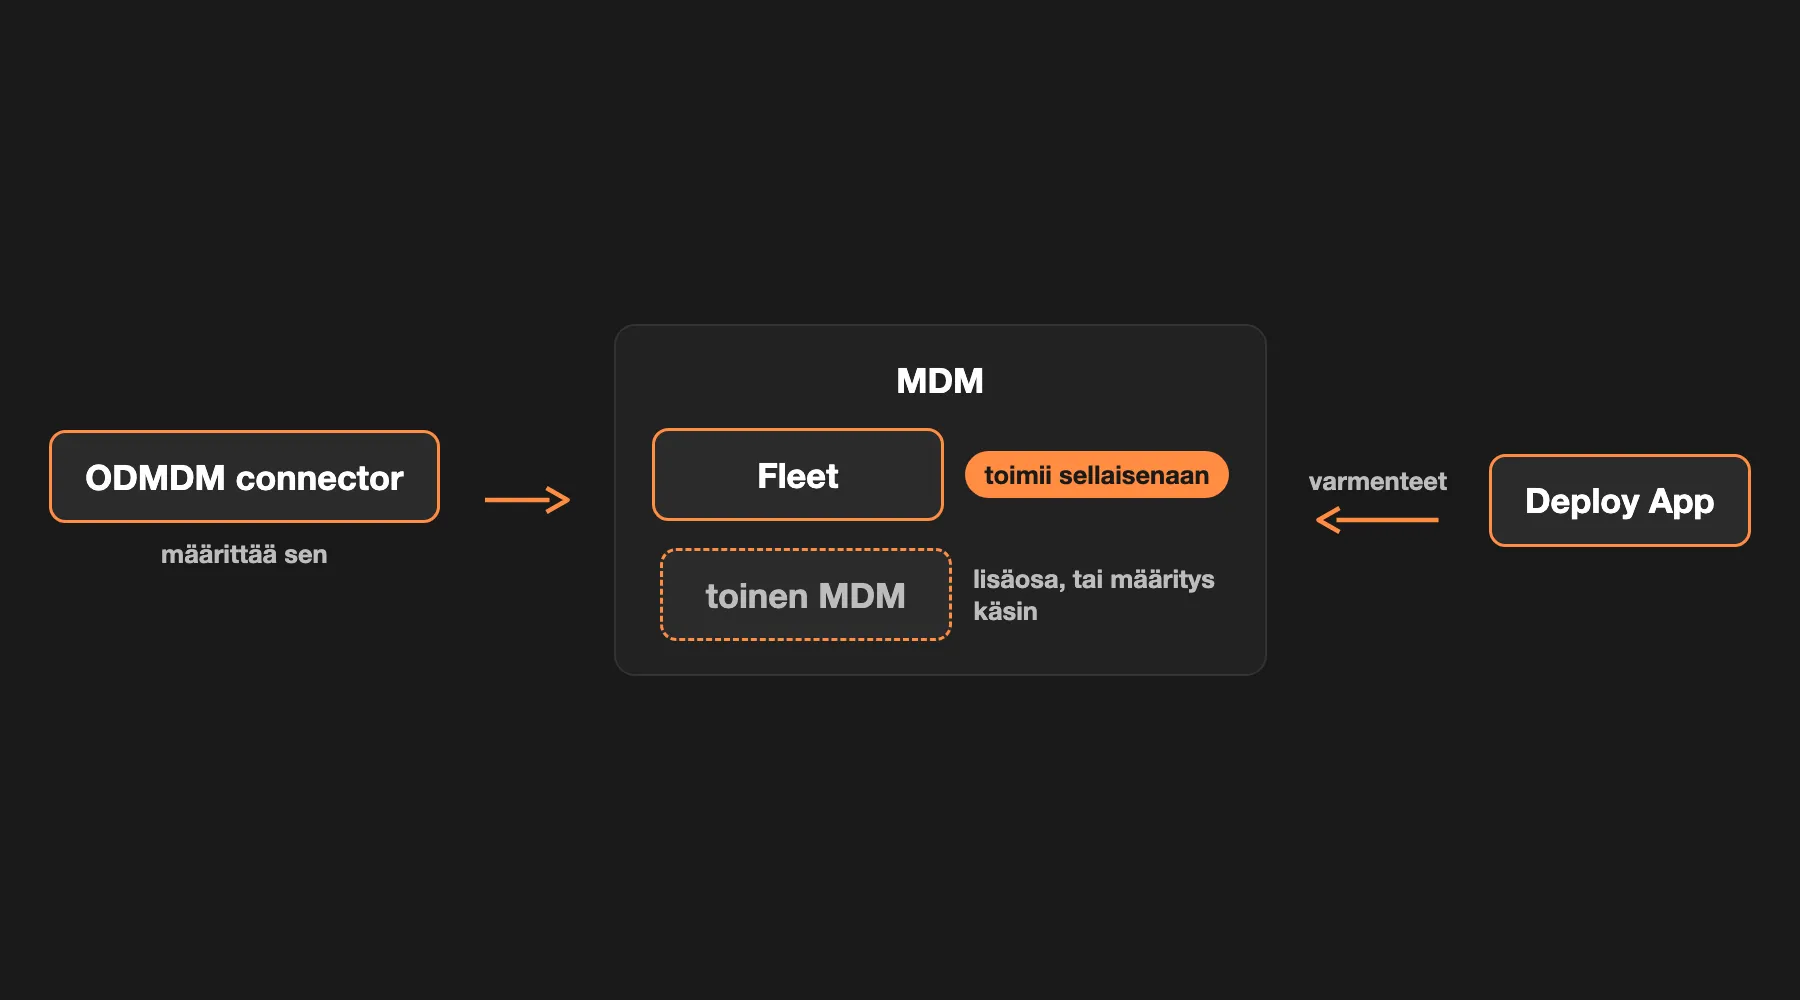 ODMDM connector
määrittää sen
MDM
Fleet
toimii sellaisenaan
toinen MDM
lisäosa, tai määritys
käsin
varmenteet
Deploy App